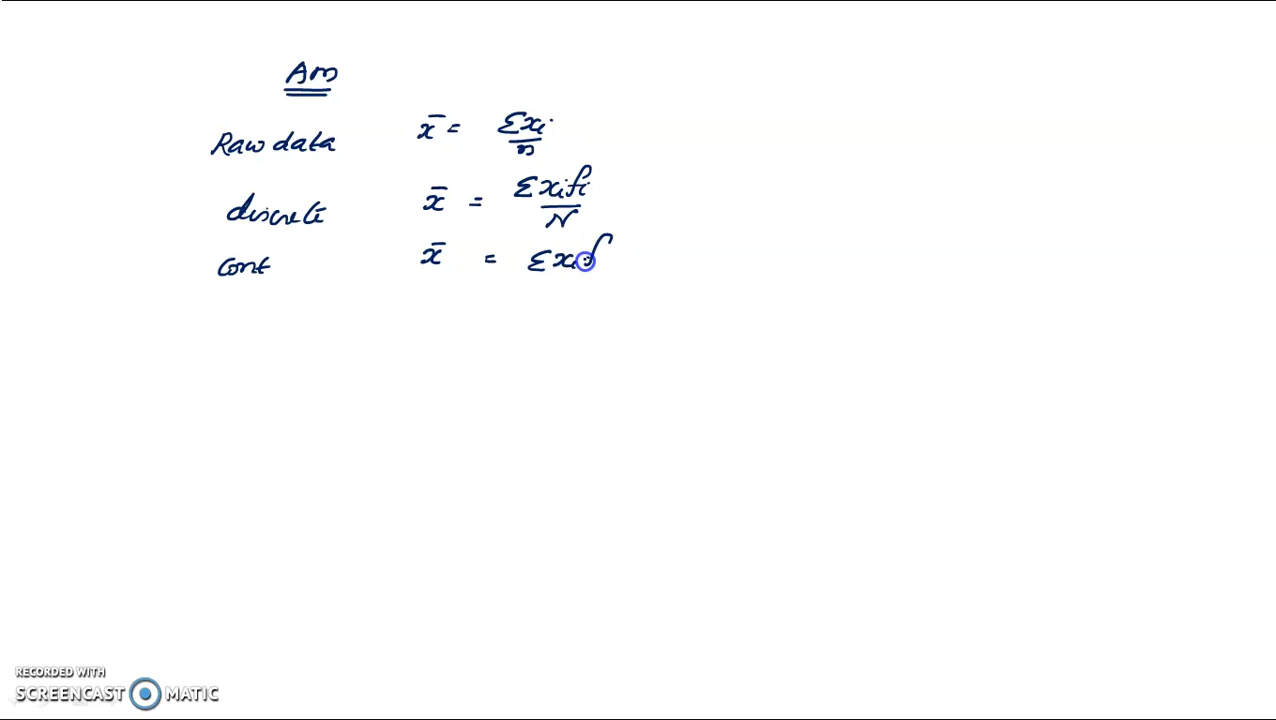 Am
Raw data x̄ = Σxi/n
discrete x̄ = Σxifi/N
cont x̄ = Σxif
RECORDED WITH
SCREENCAST MATIC